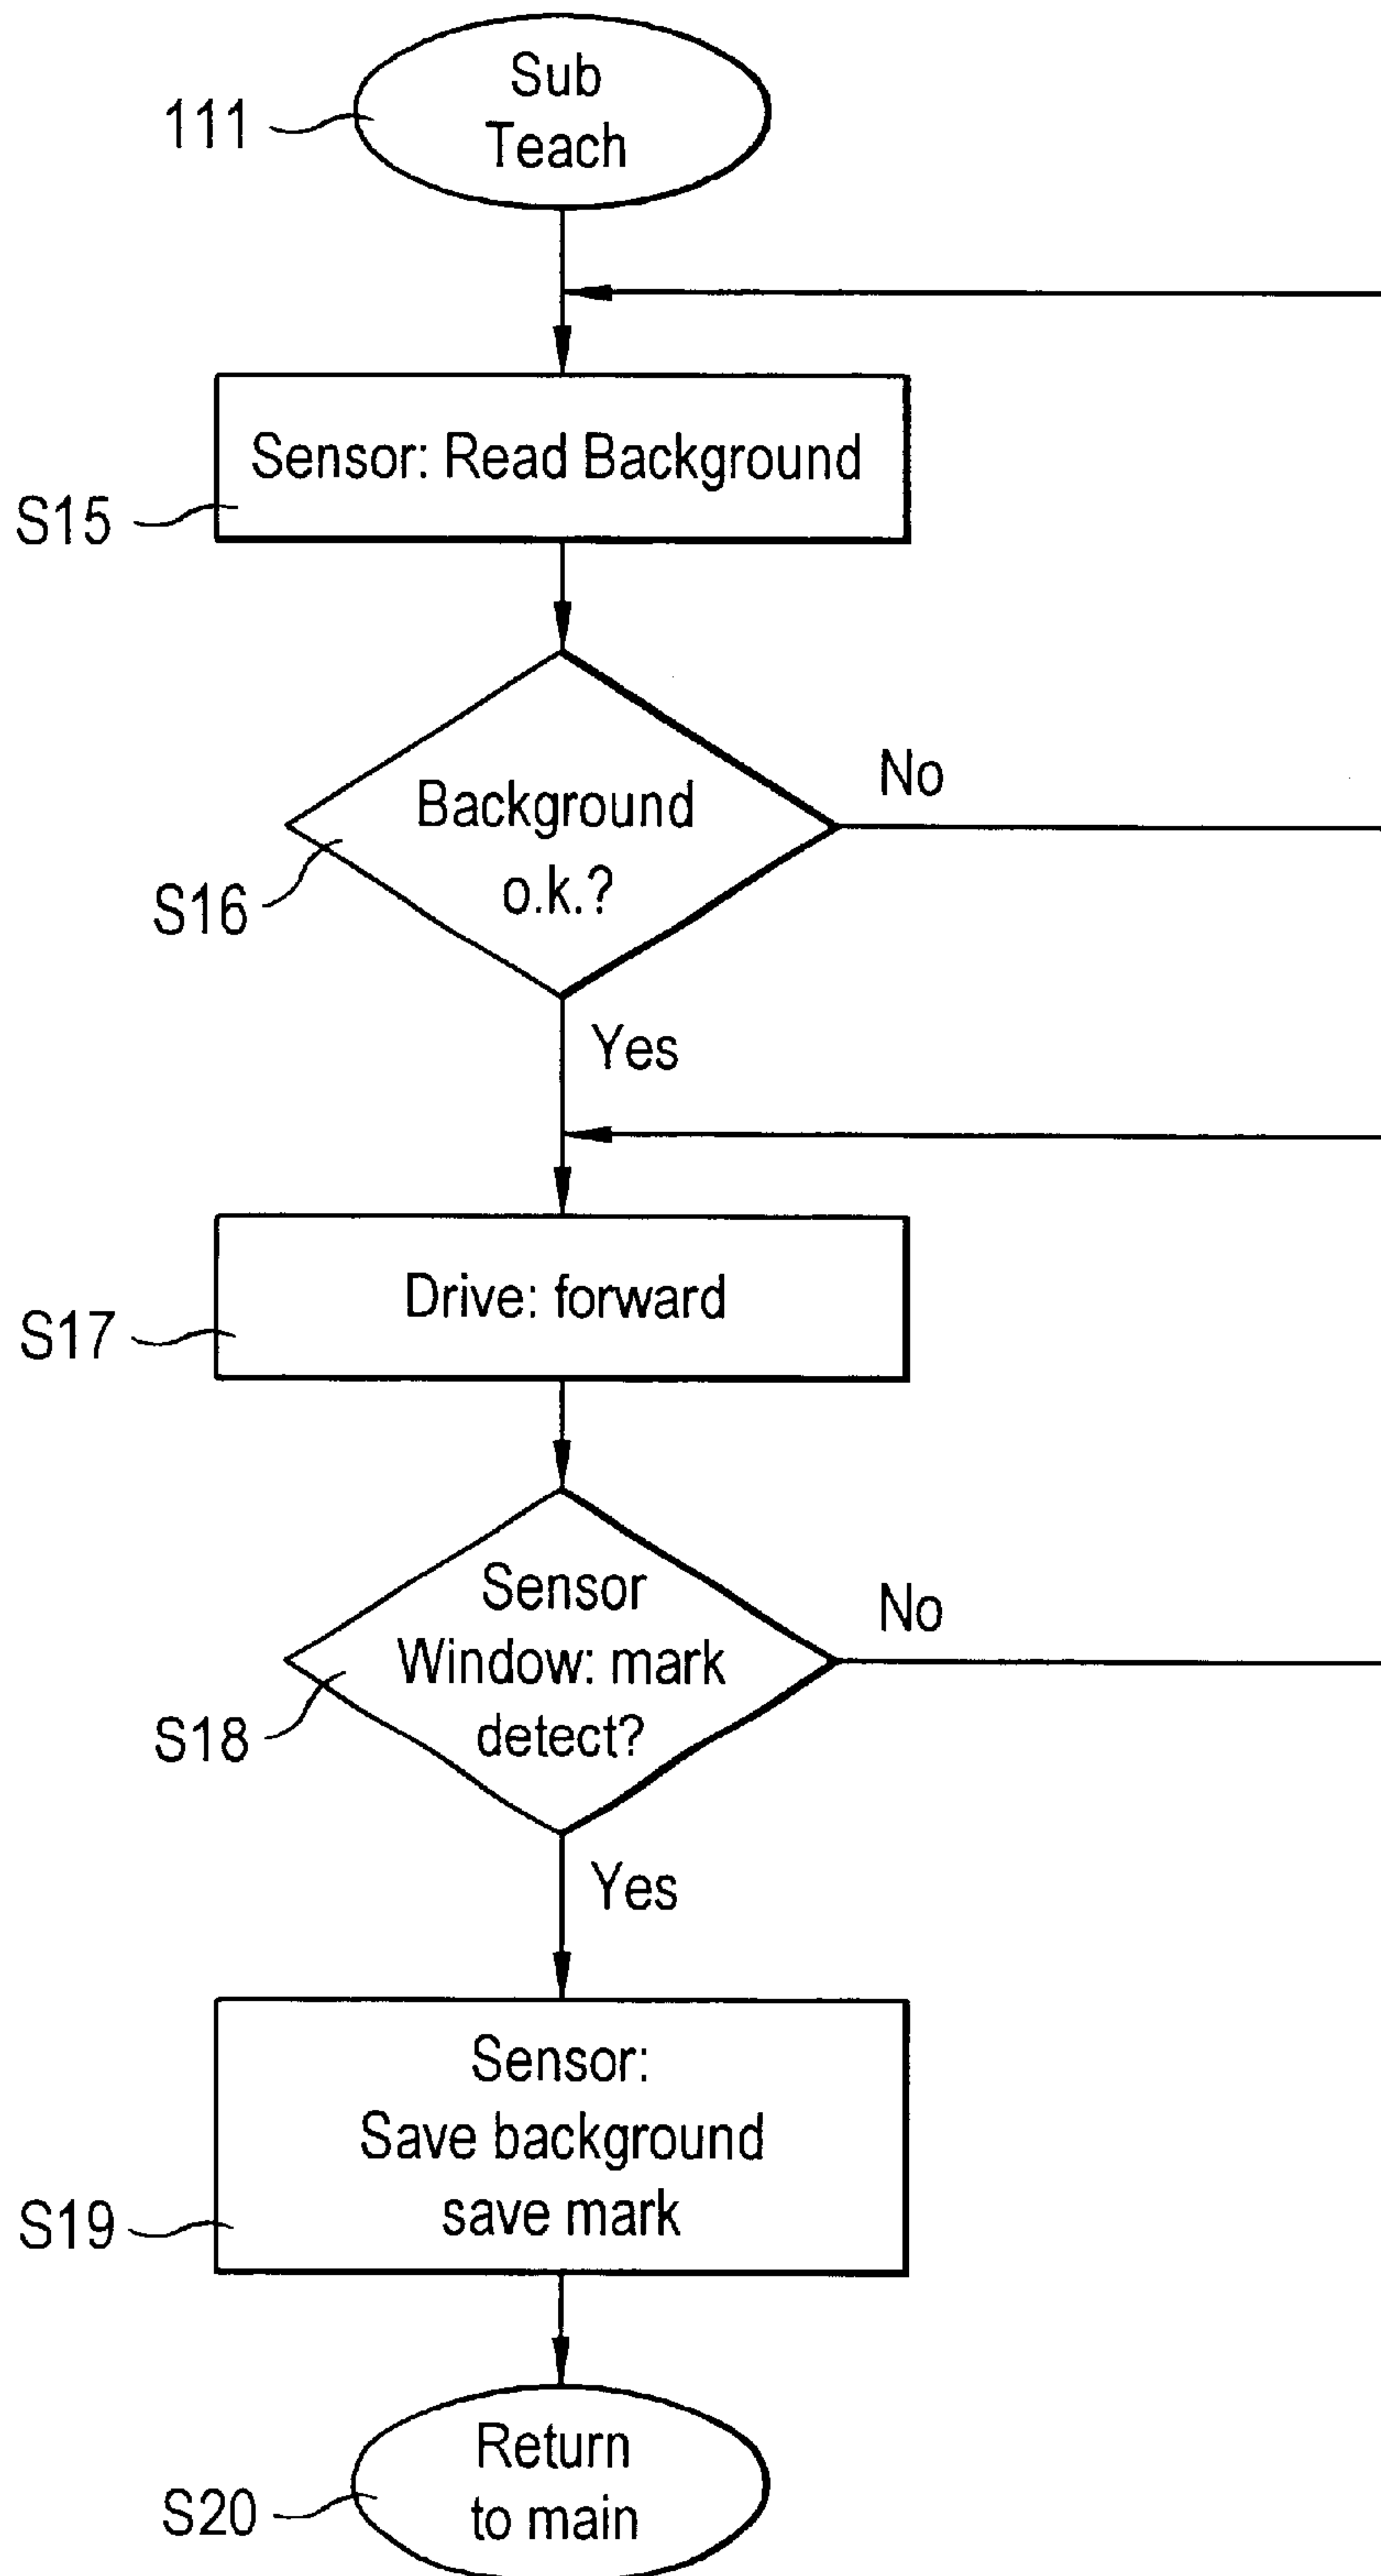 Sub
Teach
111
Sensor: Read Background
S15
Background
o.k.?
No
S16
Yes
Drive: forward
S17
Sensor
Window: mark
detect?
No
S18
Yes
Sensor:
Save background
save mark
S19
Return
to main
S20